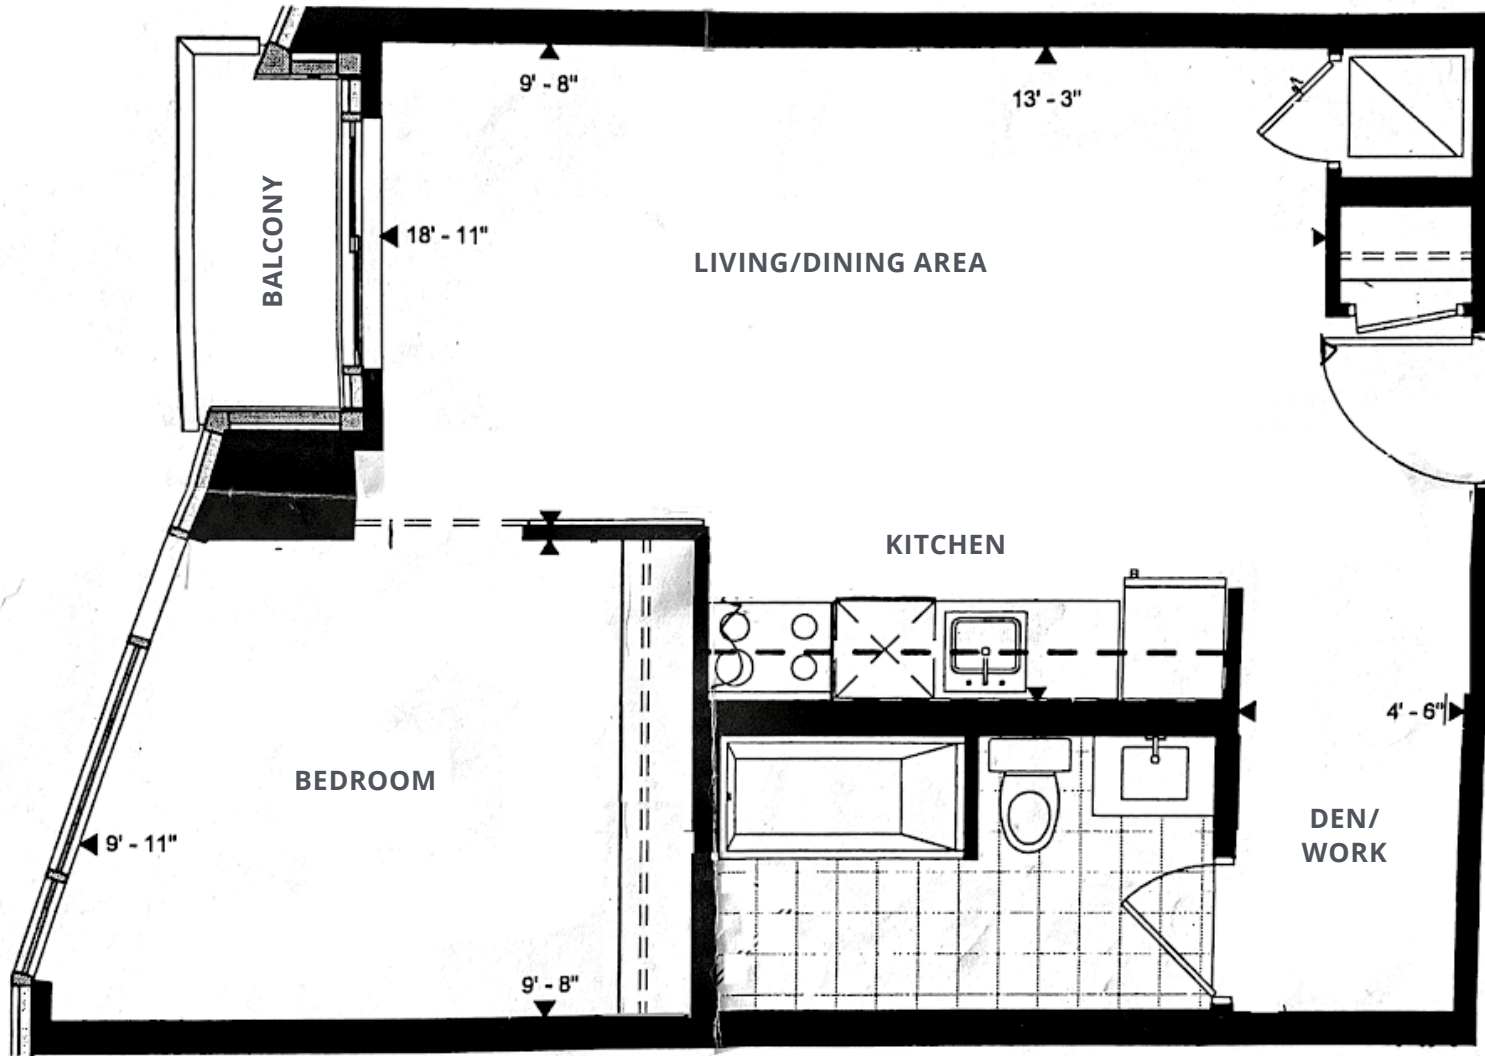 9' - 8"
13' - 3"
BALCONY
18' - 11"
LIVING/DINING AREA
KITCHEN
4' - 6"
BEDROOM
DEN/
WORK
9' - 11"
9' - 8"